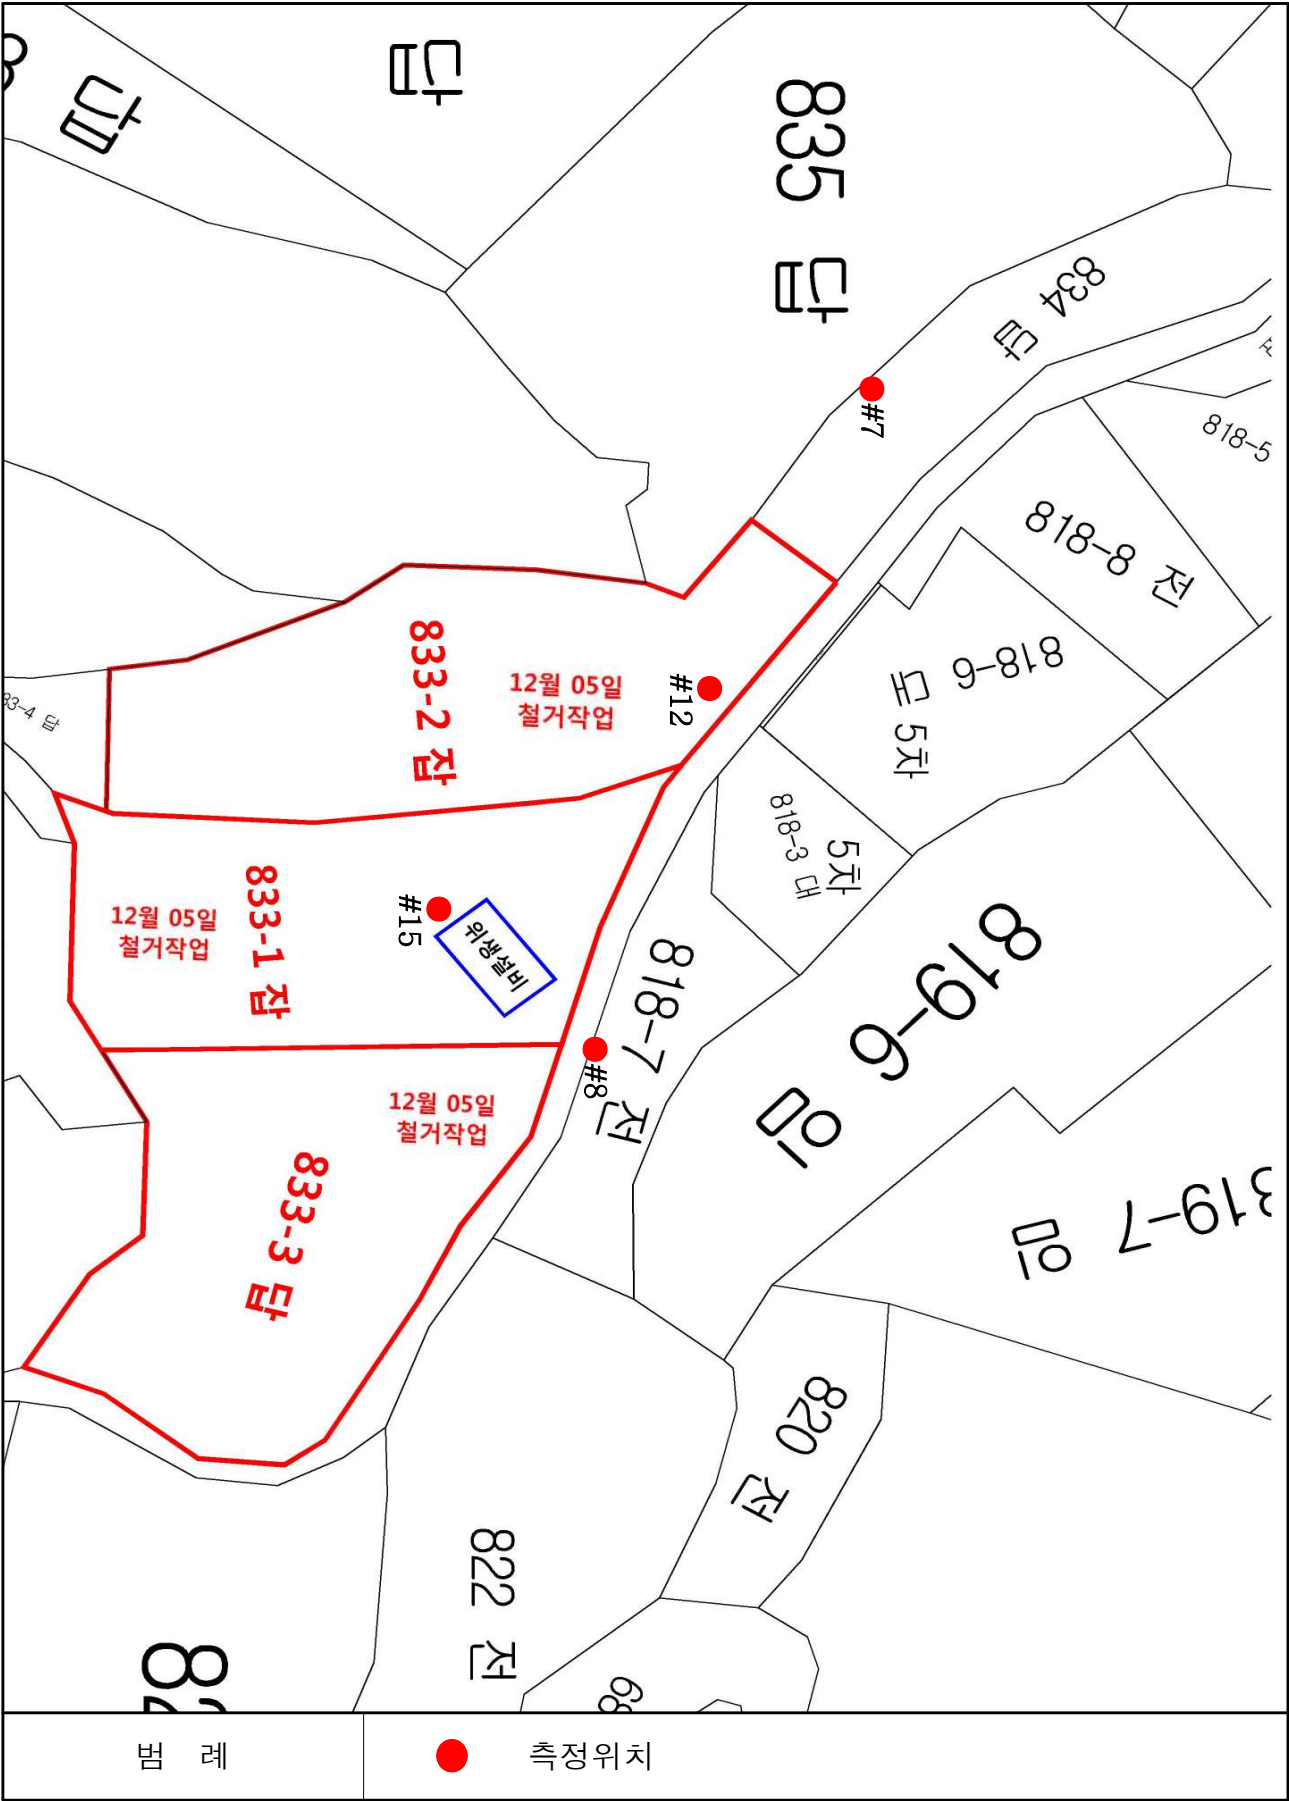 답
답
835 답
834 답
#7
818-5
818-8 전
818-6 도
5차
833-2 잡
12월 05일
철거작업
#12
818-3 대
5차
833-1 잡
12월 05일
철거작업
#15
위생설비
819-6 임
818-7 전
#8
12월 05일
철거작업
833-3 답
819-7 임
820 전
822 전
범 례
측정위치